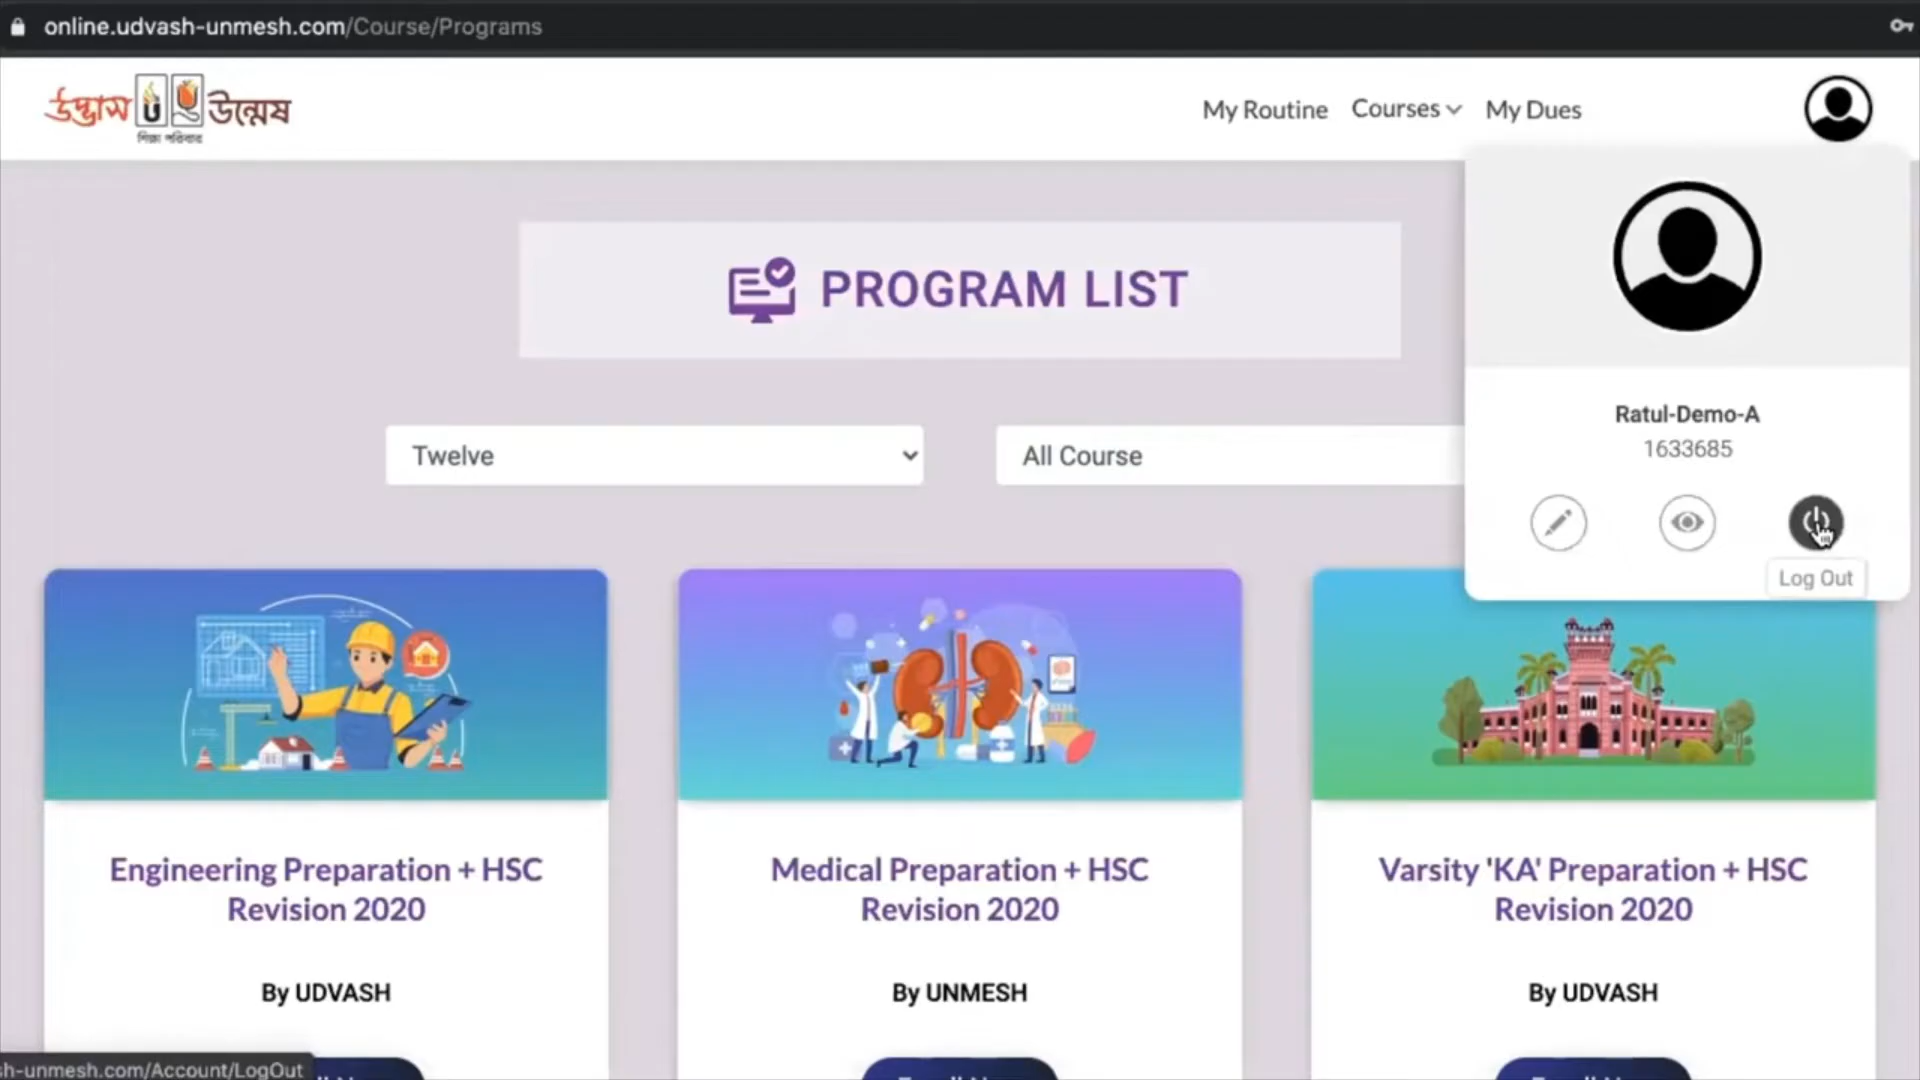 online.udvash-unmesh.com/Course/Programs
উদ্ভাস উন্মেষ
শিক্ষা পরিবার
My Routine Courses My Dues
PROGRAM LIST
Ratul-Demo-A
1633685
Twelve All Course
Log Out
Engineering Preparation + HSC
Revision 2020
By UDVASH
Medical Preparation + HSC
Revision 2020
By UNMESH
Varsity 'KA' Preparation + HSC
Revision 2020
By UDVASH
sh-unmesh.com/Account/LogOut